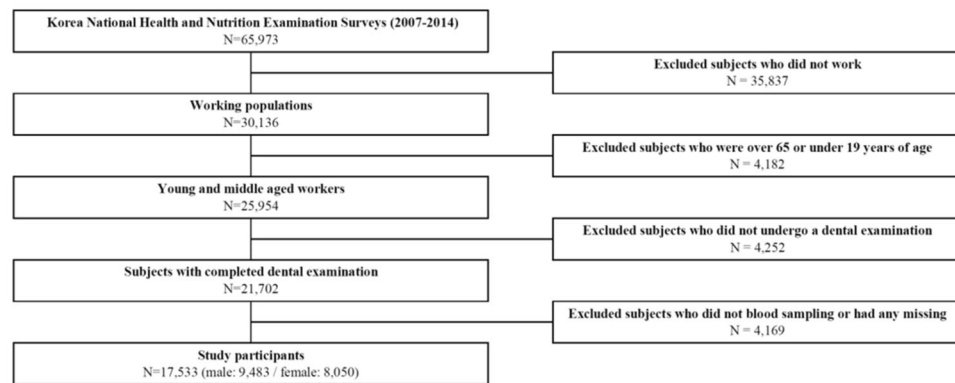 Korea National Health and Nutrition Examination Surveys (2007-2014)
N=65,973
Excluded subjects who did not work
N = 35,837
Working populations
N=30,136
Excluded subjects who were over 65 or under 19 years of age
N = 4,182
Young and middle aged workers
N=25,954
Excluded subjects who did not undergo a dental examination
N = 4,252
Subjects with completed dental examination
N=21,702
Excluded subjects who did not blood sampling or had any missing
N = 4,169
Study participants
N=17,533 (male: 9,483 / female: 8,050)